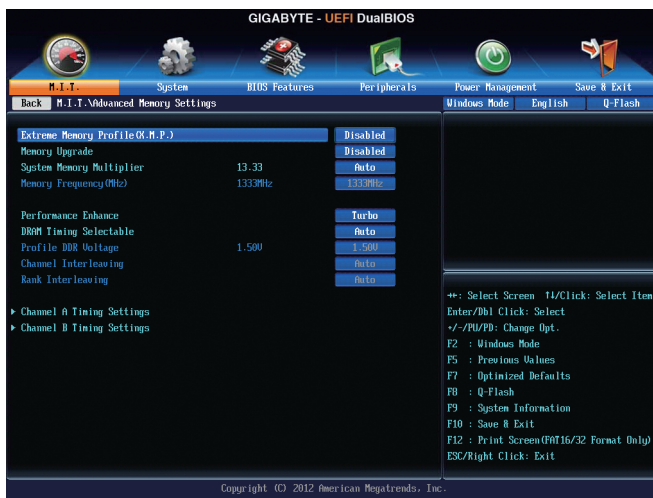 GIGABYTE - UEFI DualBIOS
M.I.T. System BIOS Features Peripherals Power Management Save & Exit
Back M.I.T.\Advanced Memory Settings Windows Mode English Q-Flash
Extreme Memory Profile(X.M.P.) Disabled
Memory Upgrade Disabled
System Memory Multiplier 13.33 Auto
Memory Frequency(MHz) 1333MHz 1333MHz
Performance Enhance Turbo
DRAM Timing Selectable Auto
Profile DDR Voltage 1.50V 1.50V
Channel Interleaving Auto
Rank Interleaving Auto
Channel A Timing Settings
Channel B Timing Settings
→←: Select Screen ↑↓/Click: Select Item
Enter/Dbl Click: Select
+/-/PU/PD: Change Opt.
F2 : Windows Mode
F5 : Previous Values
F7 : Optimized Defaults
F8 : Q-Flash
F9 : System Information
F10 : Save & Exit
F12 : Print Screen(FAT16/32 Format Only)
ESC/Right Click: Exit
Copyright (C) 2012 American Megatrends, Inc.